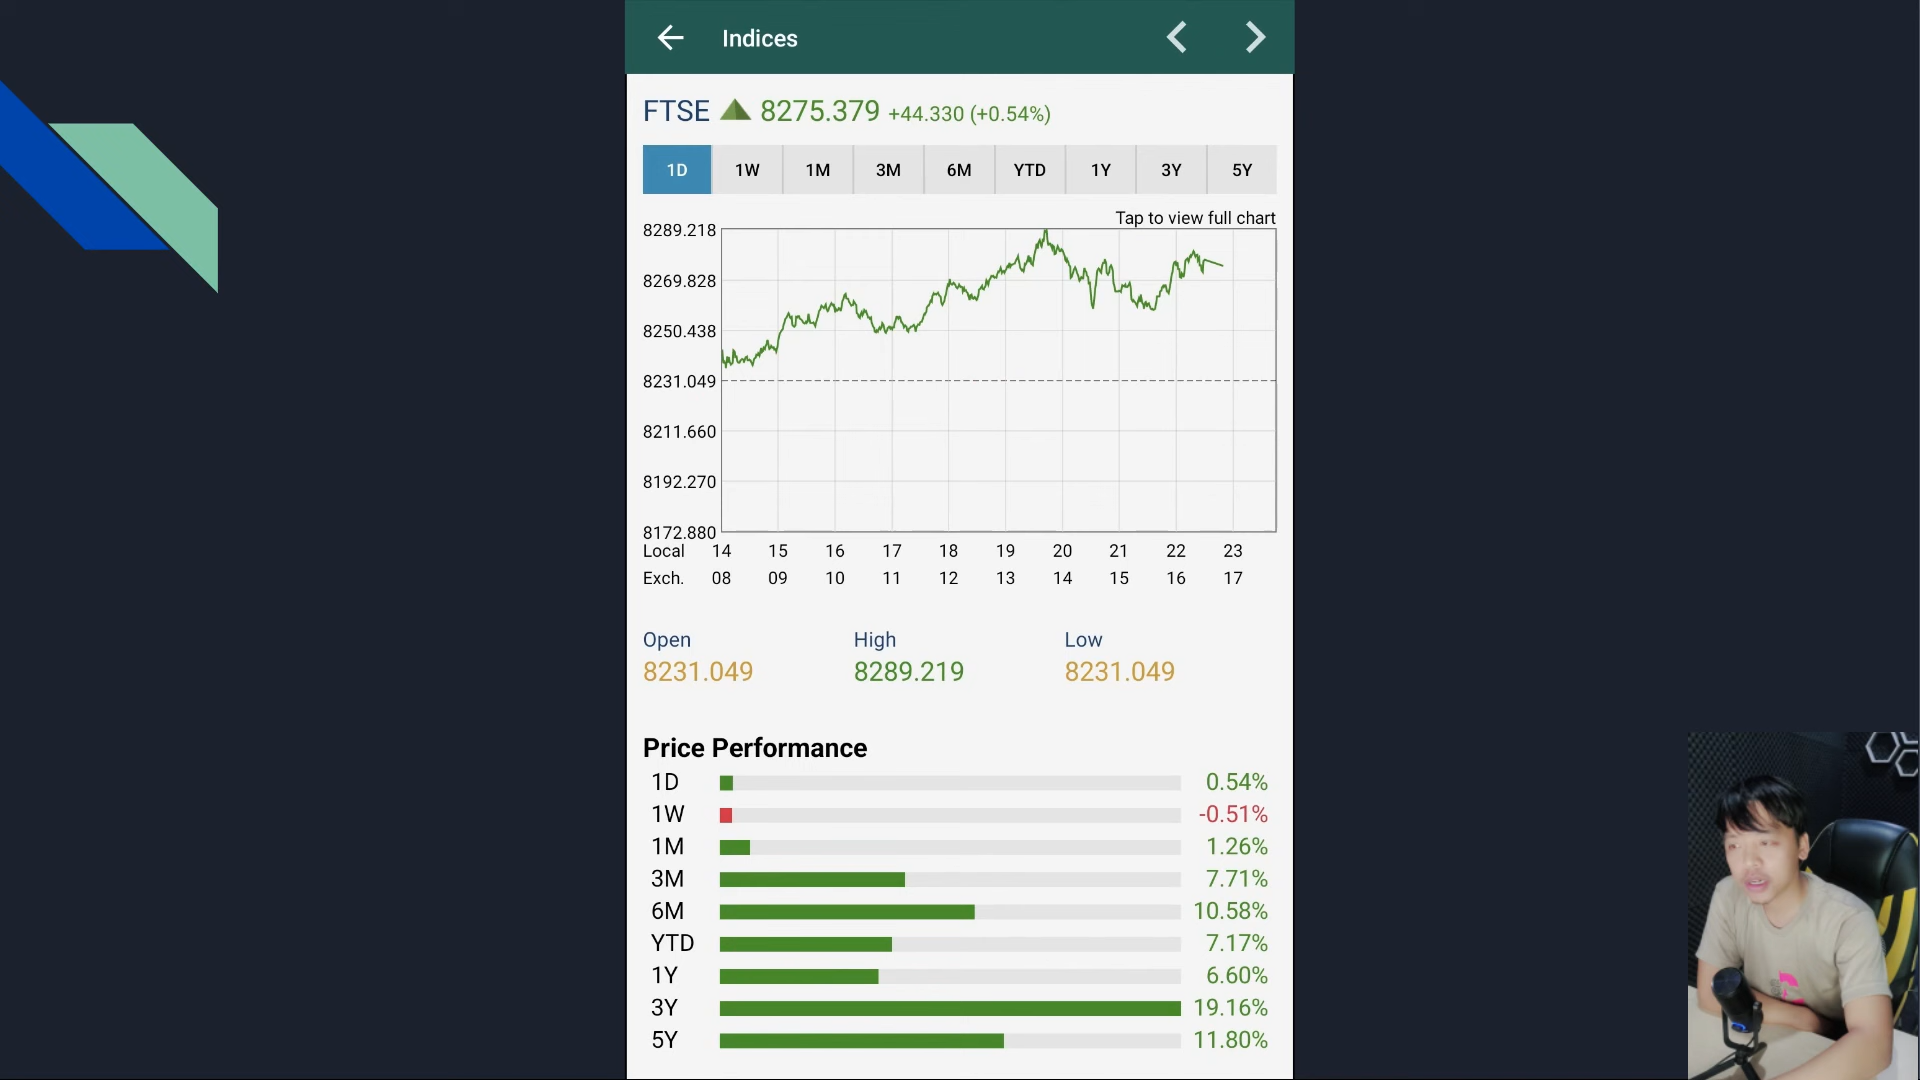 Indices
FTSE 8275.379 +44.330 (+0.54%)
1D 1W 1M 3M 6M YTD 1Y 3Y 5Y
Tap to view full chart
8289.218
8269.828
8250.438
8231.049
8211.660
8192.270
8172.880
Local 14 15 16 17 18 19 20 21 22 23
Exch. 08 09 10 11 12 13 14 15 16 17
Open High Low
8231.049 8289.219 8231.049
Price Performance
1D 0.54%
1W -0.51%
1M 1.26%
3M 7.71%
6M 10.58%
YTD 7.17%
1Y 6.60%
3Y 19.16%
5Y 11.80%